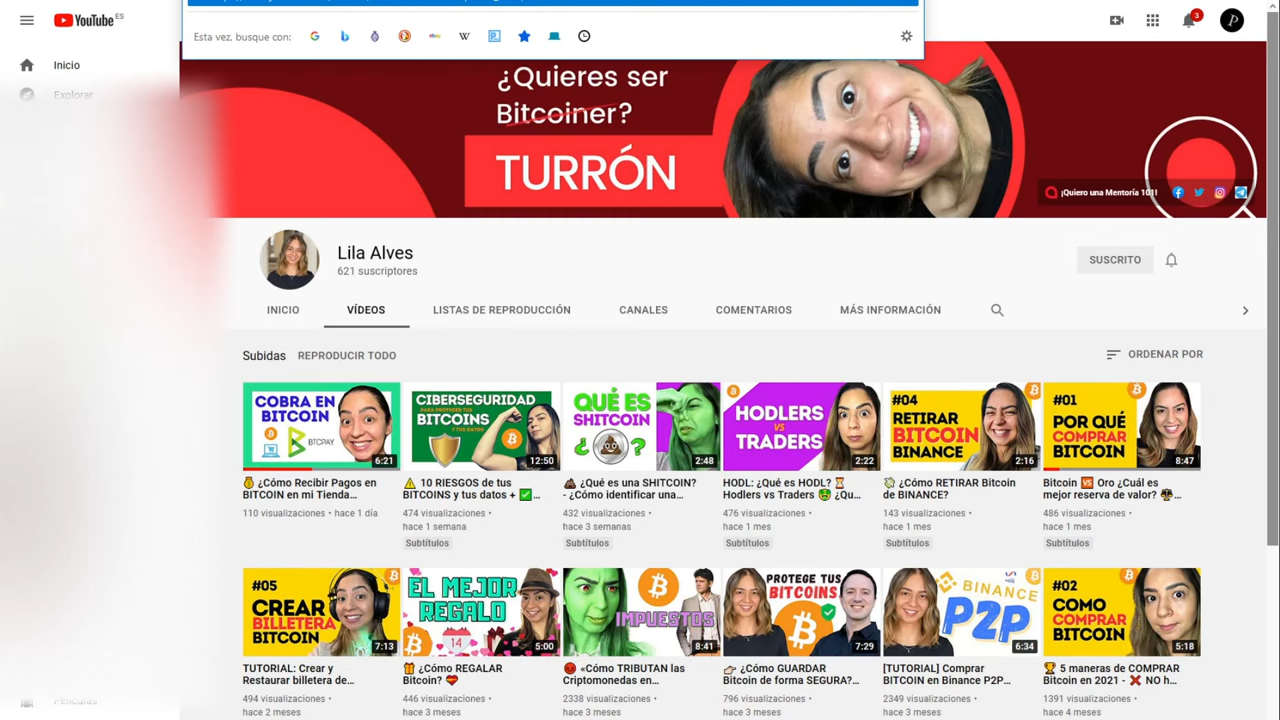 YouTube ES
3
P
Esta vez, busque con:
Inicio
Explorar
¿Quieres ser
Bitcoiner?
TURRÓN
¡Quiero una Mentoría 101!
Lila Alves
621 suscriptores
SUSCRITO
INICIO
VÍDEOS
LISTAS DE REPRODUCCIÓN
CANALES
COMENTARIOS
MÁS INFORMACIÓN
Subidas
REPRODUCIR TODO
ORDENAR POR
COBRA EN
BITCOIN
BTCPAY
6:21
CIBERSEGURIDAD
PARA PROTEGER TUS
BITCOINS
Y TUS DATOS
12:50
QUÉ ES
SHITCOIN
¿ ?
2:48
HODLERS
VS
TRADERS
2:22
#04
RETIRAR
BITCOIN
BINANCE
2:16
#01
POR QUÉ
COMPRAR
BITCOIN
8:47
💰 ¿Cómo Recibir Pagos en
BITCOIN en mi Tienda...
110 visualizaciones • hace 1 día
⚠️ 10 RIESGOS de tus
BITCOINS y tus datos + ✅...
474 visualizaciones •
hace 1 semana
Subtítulos
💩 ¿Qué es una SHITCOIN?
- ¿Cómo identificar una...
432 visualizaciones •
hace 3 semanas
Subtítulos
HODL: ¿Qué es HODL? ⏳
Hodlers vs Traders 🤑 ¿Qu...
476 visualizaciones •
hace 1 mes
Subtítulos
💸 ¿Cómo RETIRAR Bitcoin
de BINANCE?
143 visualizaciones •
hace 1 mes
Subtítulos
Bitcoin 🆚 Oro ¿Cuál es
mejor reserva de valor? ...
486 visualizaciones •
hace 1 mes
Subtítulos
#05
CREAR
BILLETERA
BITCOIN
7:13
EL MEJOR
REGALO
14
5:00
IMPUESTOS
8:41
PROTEGE TUS
BITCOINS
7:29
BINANCE
P2P
6:34
#02
COMO
COMPRAR
BITCOIN
5:18
TUTORIAL: Crear y
Restaurar billetera de...
494 visualizaciones •
hace 2 meses
🎁 ¿Cómo REGALAR
Bitcoin? 💝
446 visualizaciones •
hace 3 meses
😡 «Cómo TRIBUTAN las
Criptomonedas en...
2338 visualizaciones •
hace 3 meses
👉 ¿Cómo GUARDAR
Bitcoin de forma SEGURA?...
796 visualizaciones •
hace 3 meses
[TUTORIAL] Comprar
BITCOIN en Binance P2P...
2349 visualizaciones •
hace 3 meses
🏆 5 maneras de COMPRAR
Bitcoin en 2021 - ❌ NO h...
1391 visualizaciones •
hace 4 meses
Películas